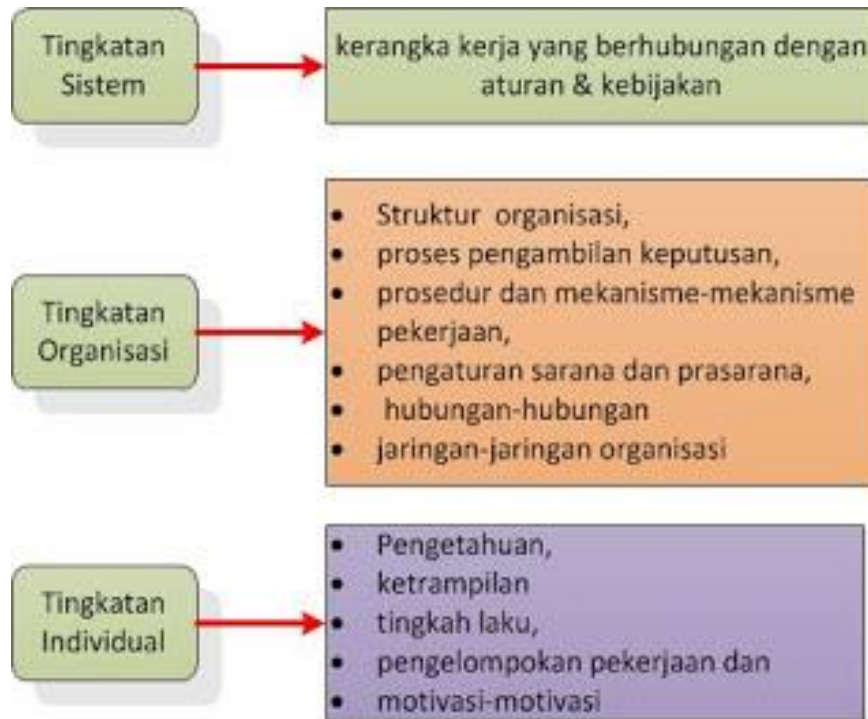 Tingkatan
Sistem
kerangka kerja yang berhubungan dengan
aturan & kebijakan
Tingkatan
Organisasi
• Struktur organisasi,
• proses pengambilan keputusan,
• prosedur dan mekanisme-mekanisme
pekerjaan,
• pengaturan sarana dan prasarana,
• hubungan-hubungan
• jaringan-jaringan organisasi
Tingkatan
Individual
• Pengetahuan,
• ketrampilan
• tingkah laku,
• pengelompokan pekerjaan dan
• motivasi-motivasi